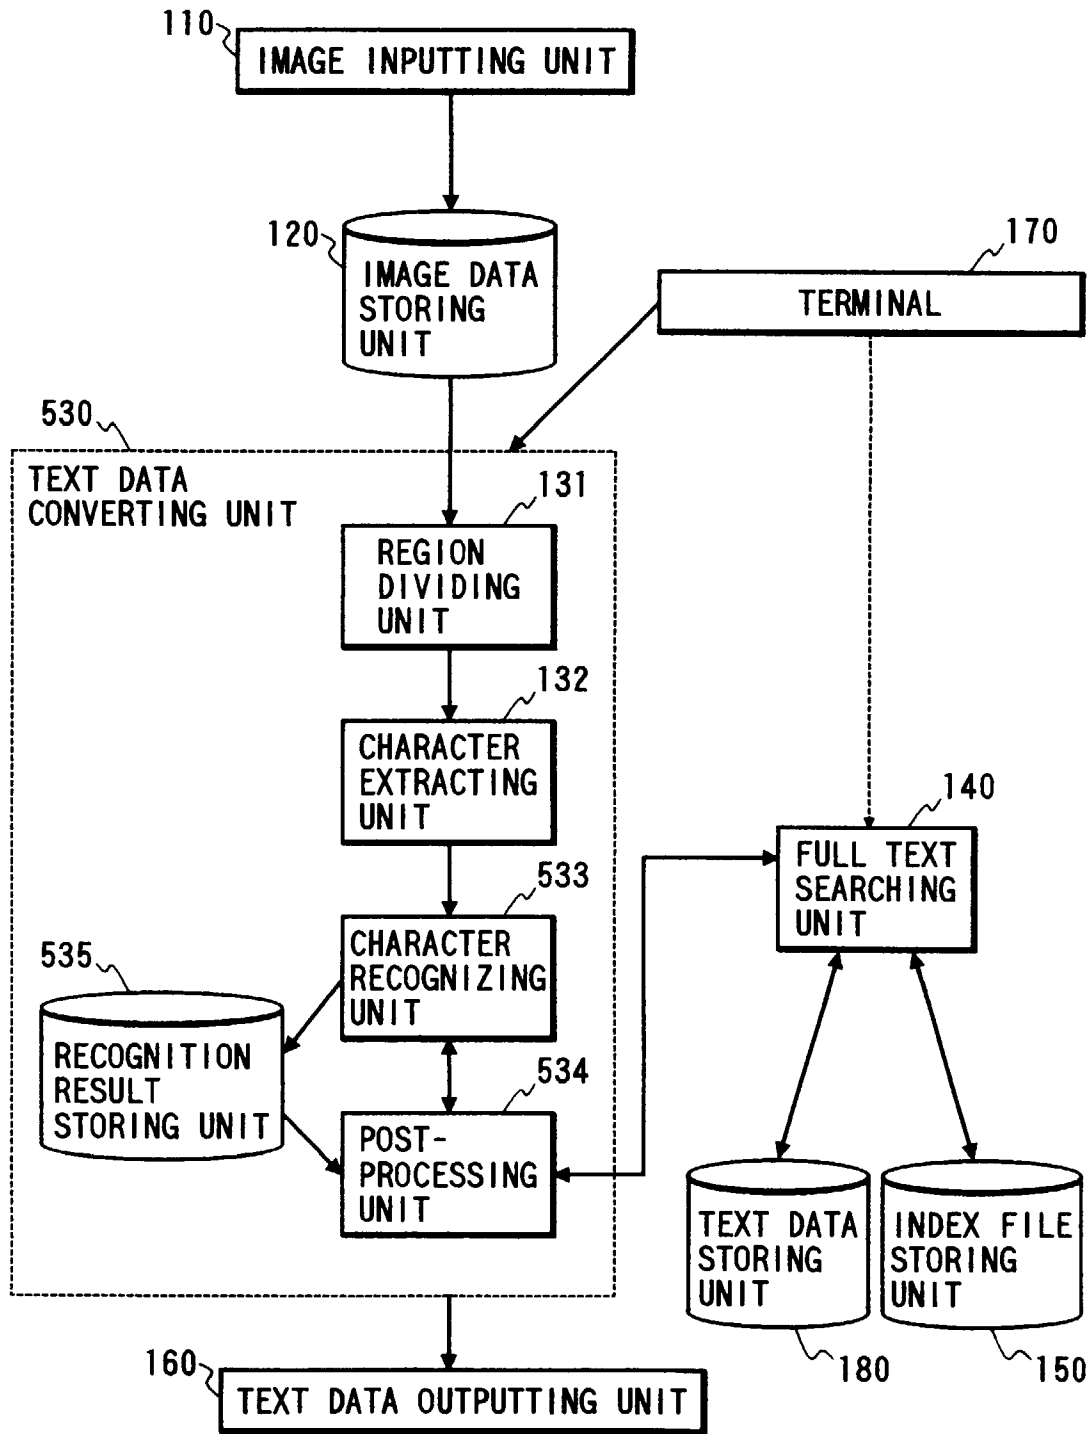 110
IMAGE INPUTTING UNIT
120
IMAGE DATA
STORING
UNIT
170
TERMINAL
530
TEXT DATA
CONVERTING UNIT
131
REGION
DIVIDING
UNIT
132
CHARACTER
EXTRACTING
UNIT
140
FULL TEXT
SEARCHING
UNIT
533
CHARACTER
RECOGNIZING
UNIT
535
RECOGNITION
RESULT
STORING UNIT
534
POST-
PROCESSING
UNIT
TEXT DATA
STORING
UNIT
180
INDEX FILE
STORING
UNIT
150
160
TEXT DATA OUTPUTTING UNIT